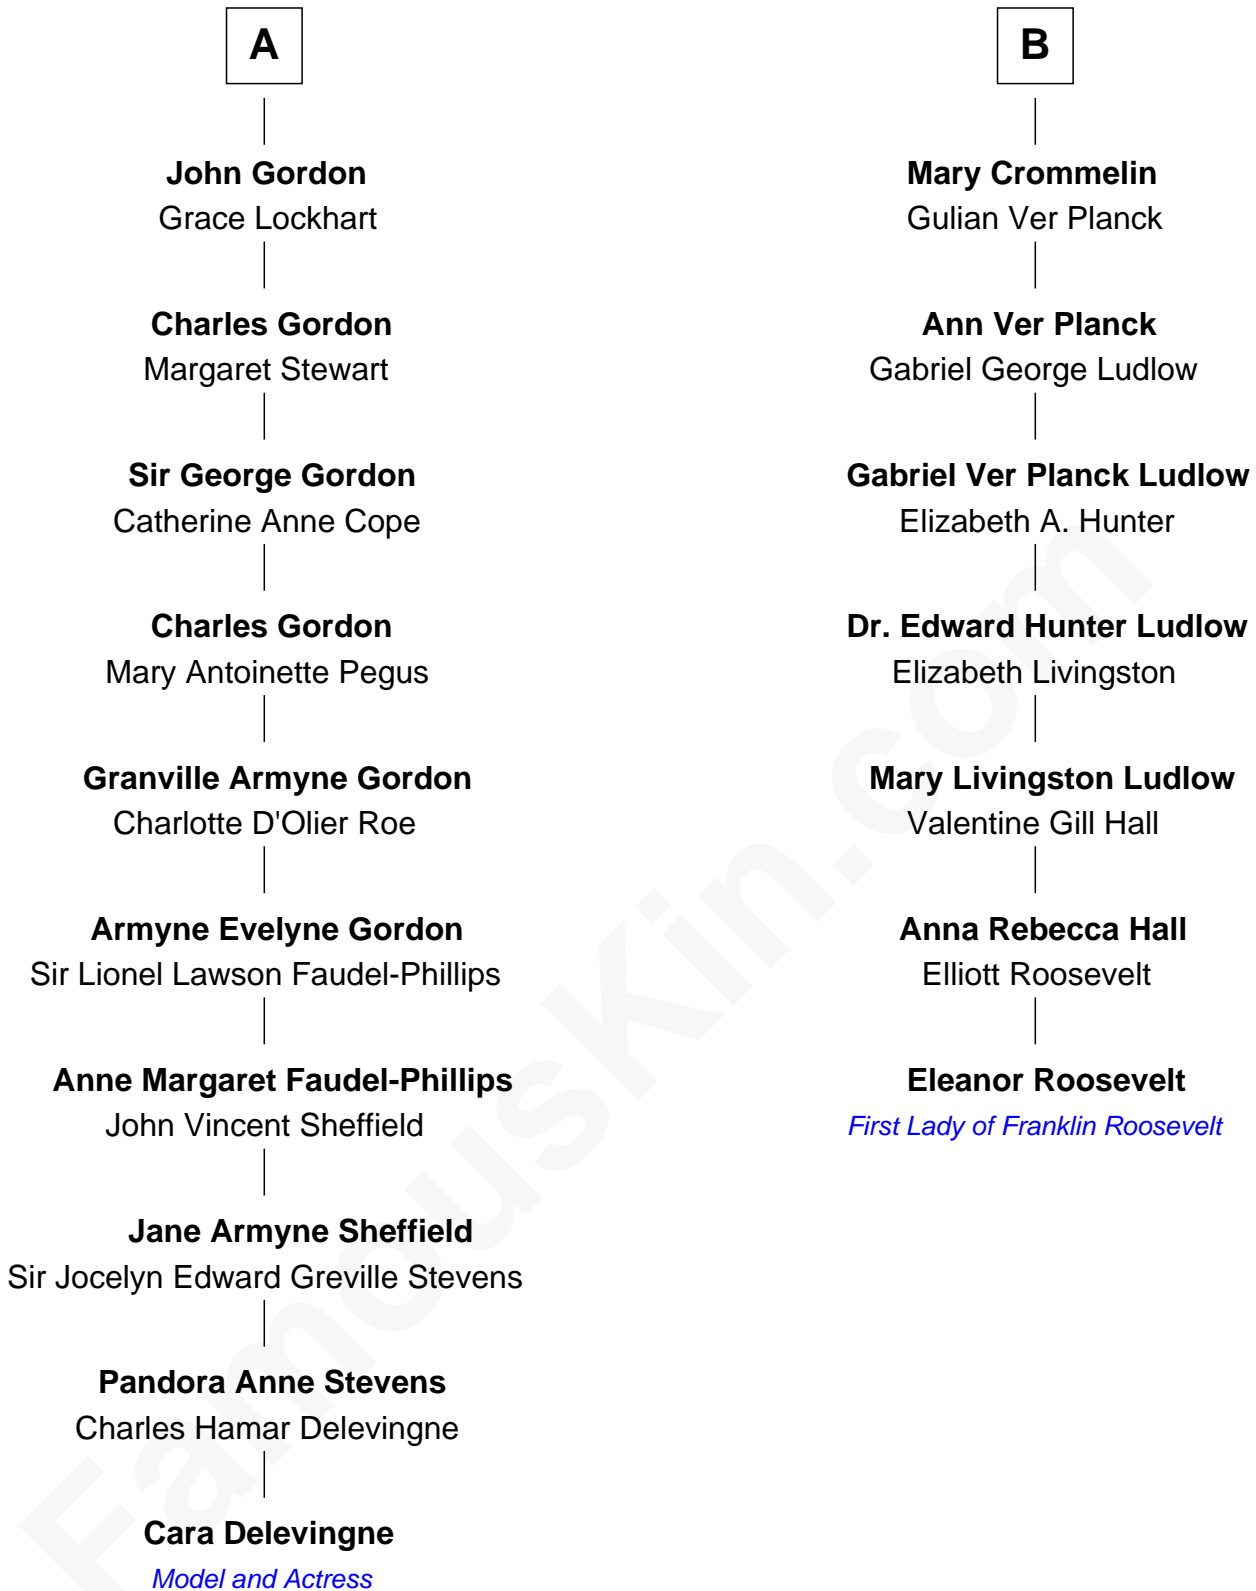 A
John Gordon
Grace Lockhart
Charles Gordon
Margaret Stewart
Sir George Gordon
Catherine Anne Cope
Charles Gordon
Mary Antoinette Pegus
Granville Armyne Gordon
Charlotte D'Olier Roe
Armyne Evelyne Gordon
Sir Lionel Lawson Faudel-Phillips
Anne Margaret Faudel-Phillips
John Vincent Sheffield
Jane Armyne Sheffield
Sir Jocelyn Edward Greville Stevens
Pandora Anne Stevens
Charles Hamar Delevingne
Cara Delevingne
Model and Actress
B
Mary Crommelin
Gulian Ver Planck
Ann Ver Planck
Gabriel George Ludlow
Gabriel Ver Planck Ludlow
Elizabeth A. Hunter
Dr. Edward Hunter Ludlow
Elizabeth Livingston
Mary Livingston Ludlow
Valentine Gill Hall
Anna Rebecca Hall
Elliott Roosevelt
Eleanor Roosevelt
First Lady of Franklin Roosevelt
FamousKin.com